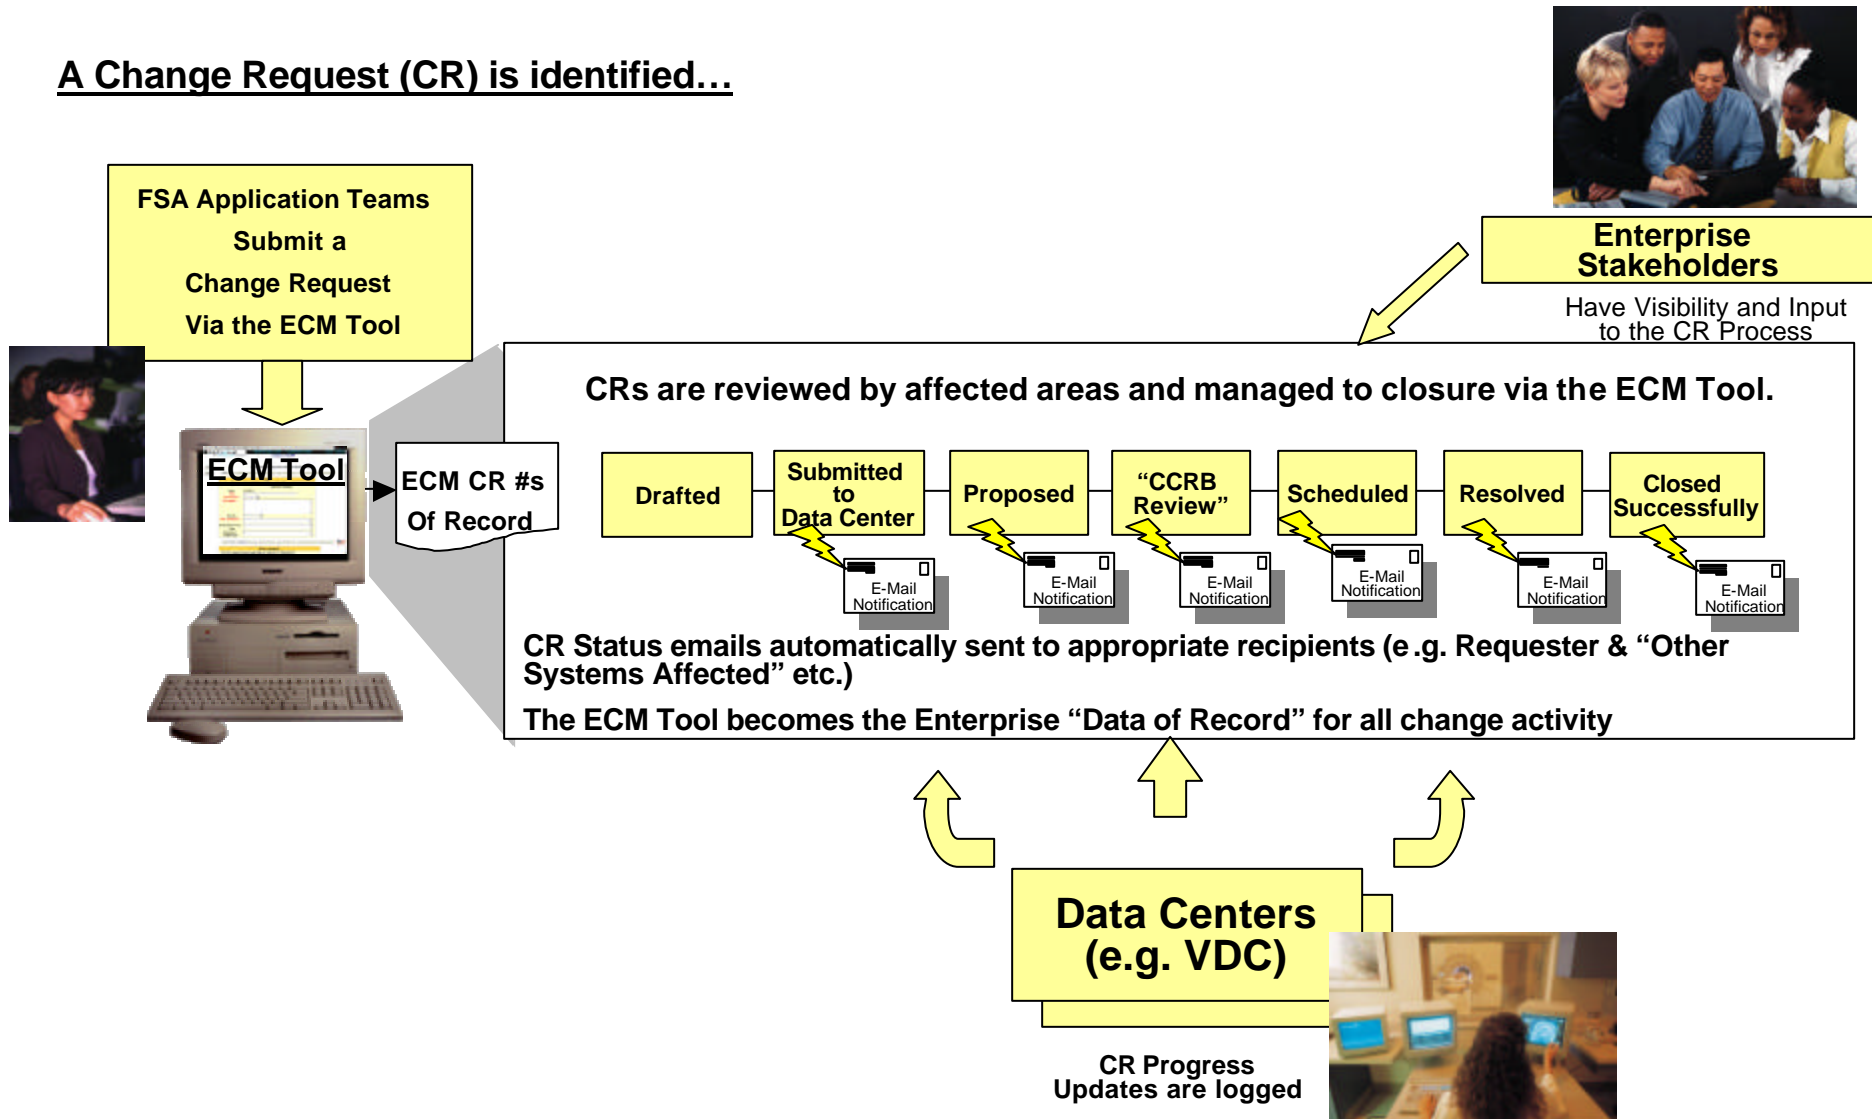 A Change Request (CR) is identified…
FSA Application Teams
Submit a
Change Request
Via the ECM Tool
Enterprise
Stakeholders
Have Visibility and Input
to the CR Process
ECM Tool
ECM CR #s
Of Record
CRs are reviewed by affected areas and managed to closure via the ECM Tool.
Drafted
Submitted
to
Data Center
Proposed
“CCRB
Review”
Scheduled
Resolved
Closed
Successfully
E-Mail
Notification
E-Mail
Notification
E-Mail
Notification
E-Mail
Notification
E-Mail
Notification
E-Mail
Notification
CR Status emails automatically sent to appropriate recipients (e.g. Requester & “Other
Systems Affected” etc.)
The ECM Tool becomes the Enterprise “Data of Record” for all change activity
Data Centers
(e.g. VDC)
CR Progress
Updates are logged